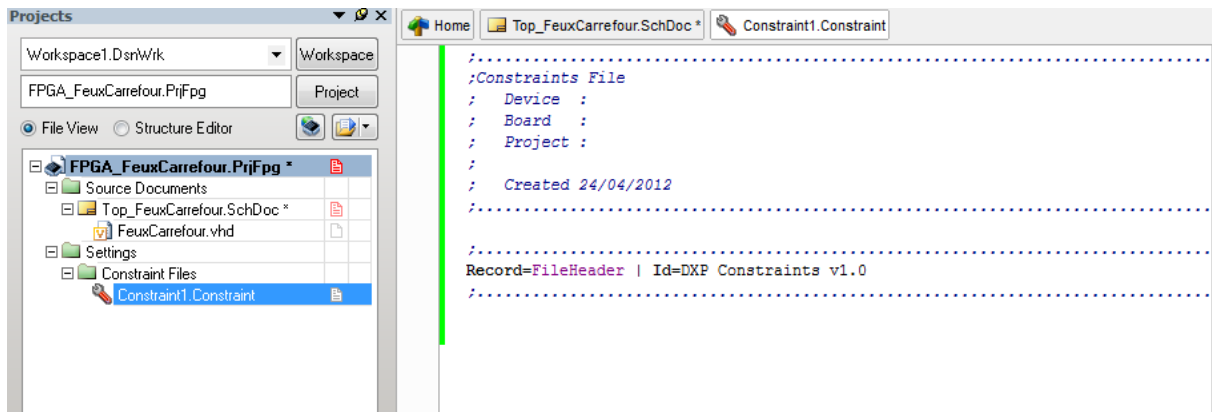 Projects
Workspace1.DsnWrk
Workspace
FPGA_FeuxCarrefour.PrjFpg
Project
File View
Structure Editor
FPGA_FeuxCarrefour.PrjFpg *
Source Documents
Top_FeuxCarrefour.SchDoc *
FeuxCarrefour.vhd
Settings
Constraint Files
Constraint1.Constraint
Home
Top_FeuxCarrefour.SchDoc *
Constraint1.Constraint
;...............................................................................
;Constraints File
;   Device  :
;   Board   :
;   Project :
;
;   Created 24/04/2012
;...............................................................................
;...............................................................................
Record=FileHeader | Id=DXP Constraints v1.0
;...............................................................................